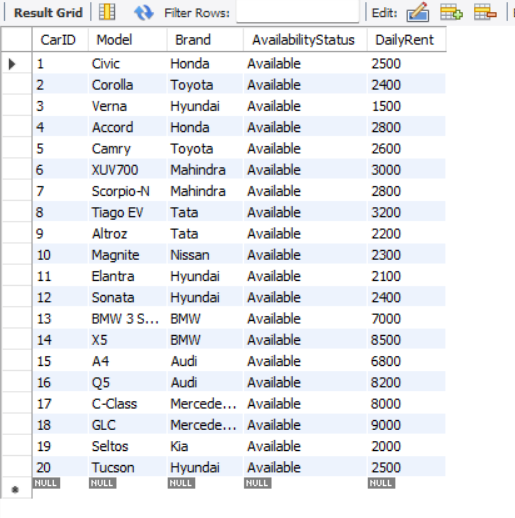 Result Grid Filter Rows: Edit:
CarID Model Brand AvailabilityStatus DailyRent
1 Civic Honda Available 2500
2 Corolla Toyota Available 2400
3 Verna Hyundai Available 1500
4 Accord Honda Available 2800
5 Camry Toyota Available 2600
6 XUV700 Mahindra Available 3000
7 Scorpio-N Mahindra Available 2800
8 Tiago EV Tata Available 3200
9 Altroz Tata Available 2200
10 Magnite Nissan Available 2300
11 Elantra Hyundai Available 2100
12 Sonata Hyundai Available 2400
13 BMW 3 S... BMW Available 7000
14 X5 BMW Available 8500
15 A4 Audi Available 6800
16 Q5 Audi Available 8200
17 C-Class Mercede... Available 8000
18 GLC Mercede... Available 9000
19 Seltos Kia Available 2000
20 Tucson Hyundai Available 2500
NULL NULL NULL NULL NULL